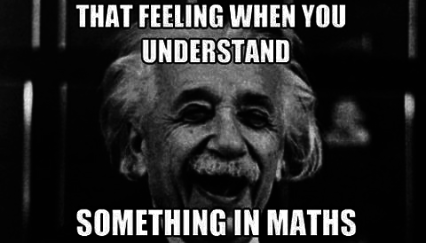 THAT FEELING WHEN YOU
UNDERSTAND
SOMETHING IN MATHS